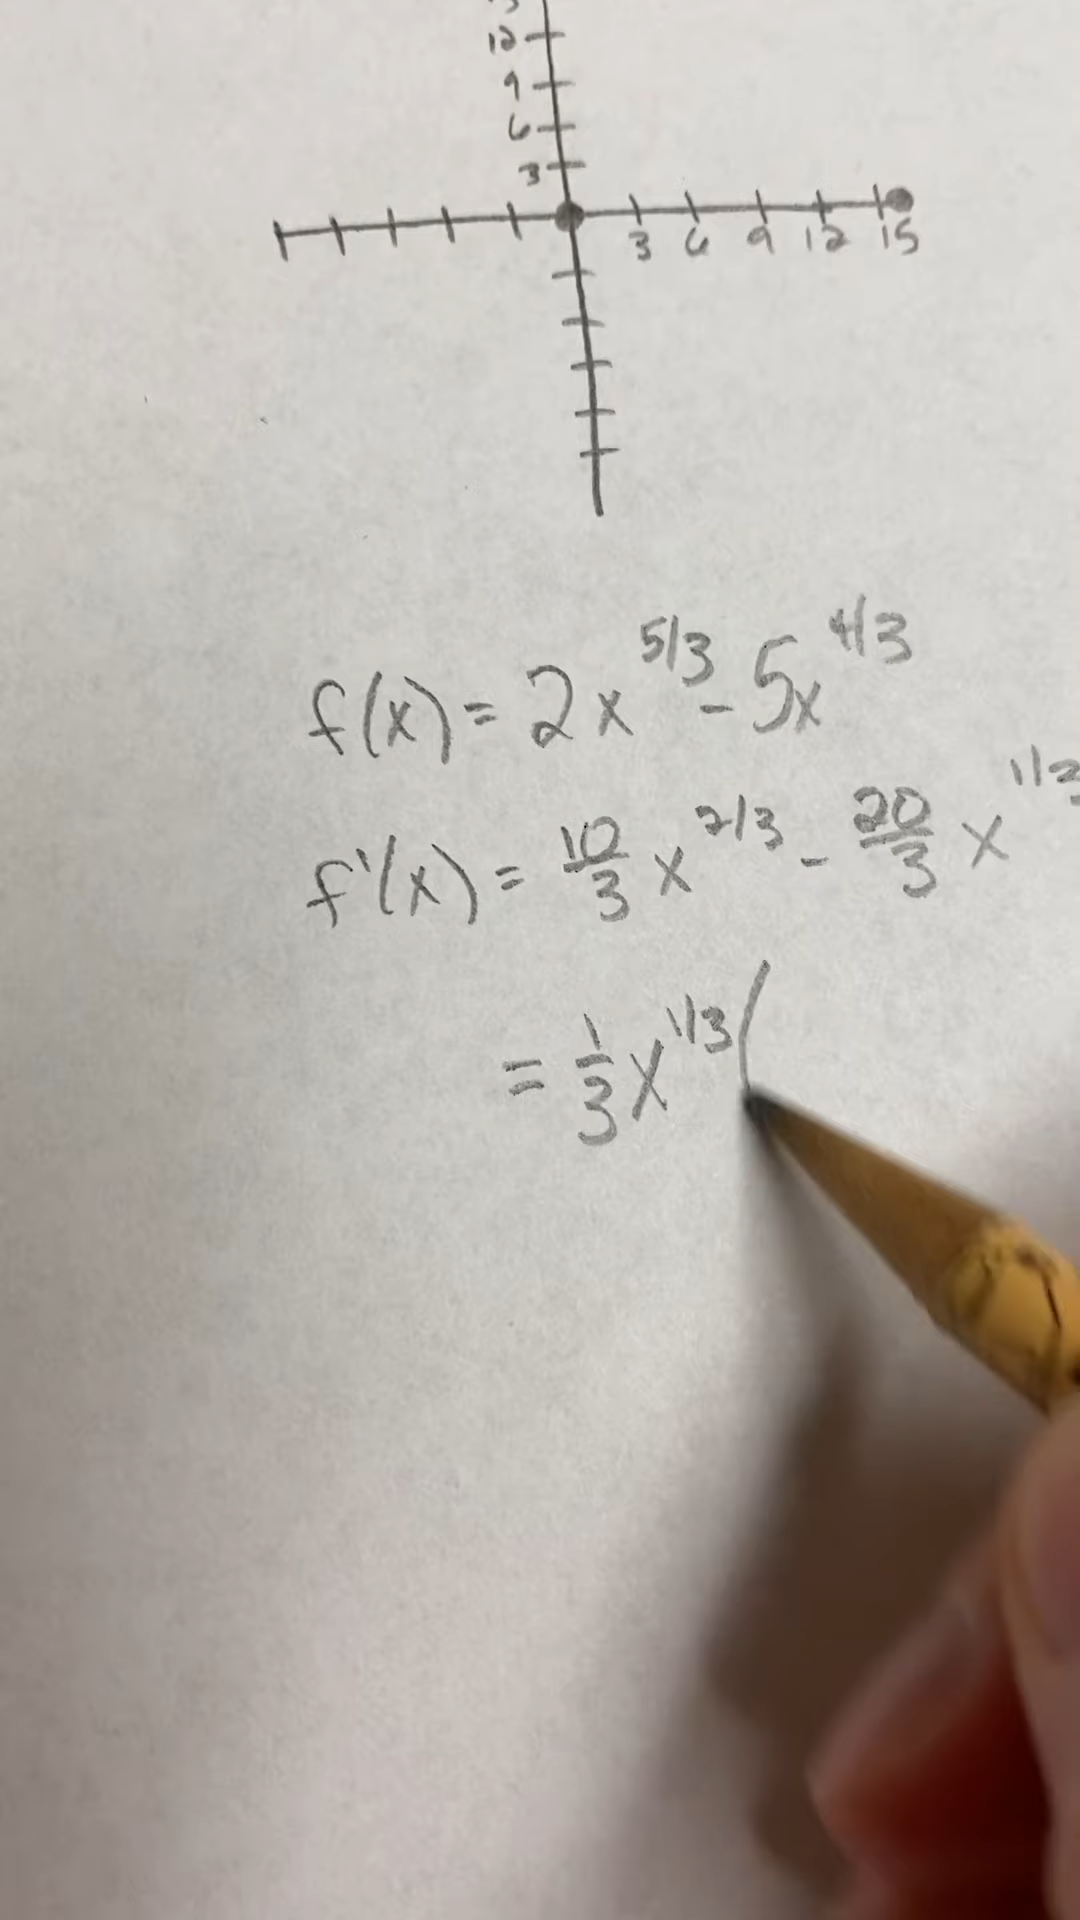 12
9
6
3
3 6 9 12 15
f(x) = 2x^5/3 - 5x^4/3
f'(x) = 10/3 x^2/3 - 20/3 x^1/3
= 1/3 x^1/3 (